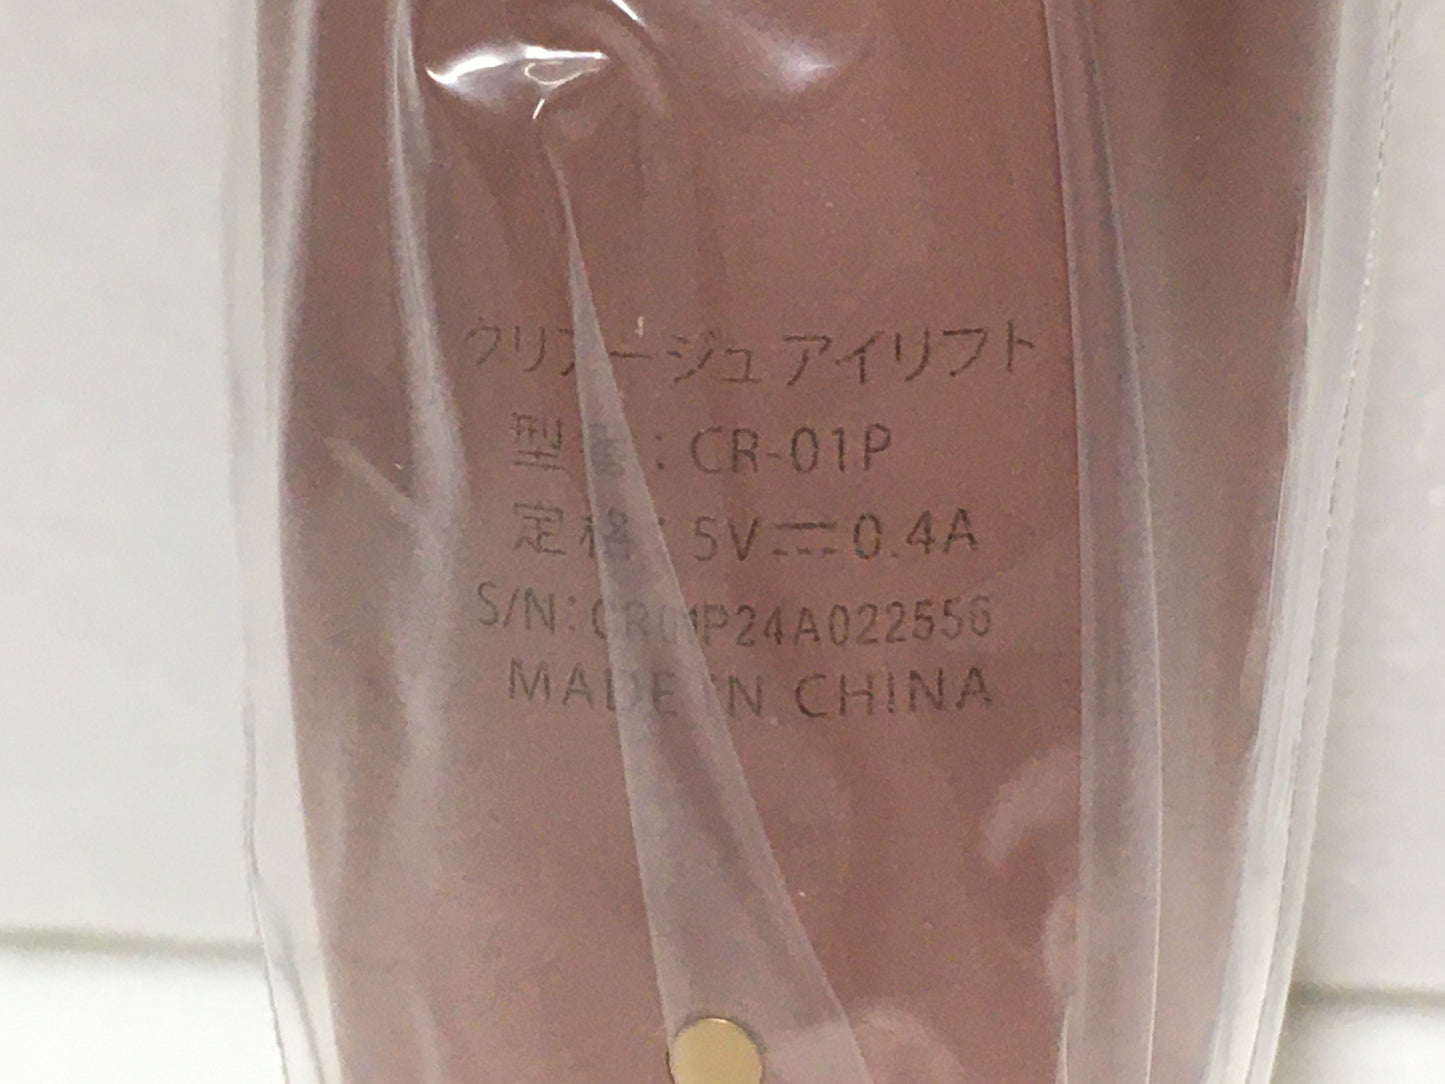 クリアージュ アイリフト
型番 : CR-01P
定格 : 5V⎓0.4A
S/N: CR01P24A022556
MADE IN CHINA